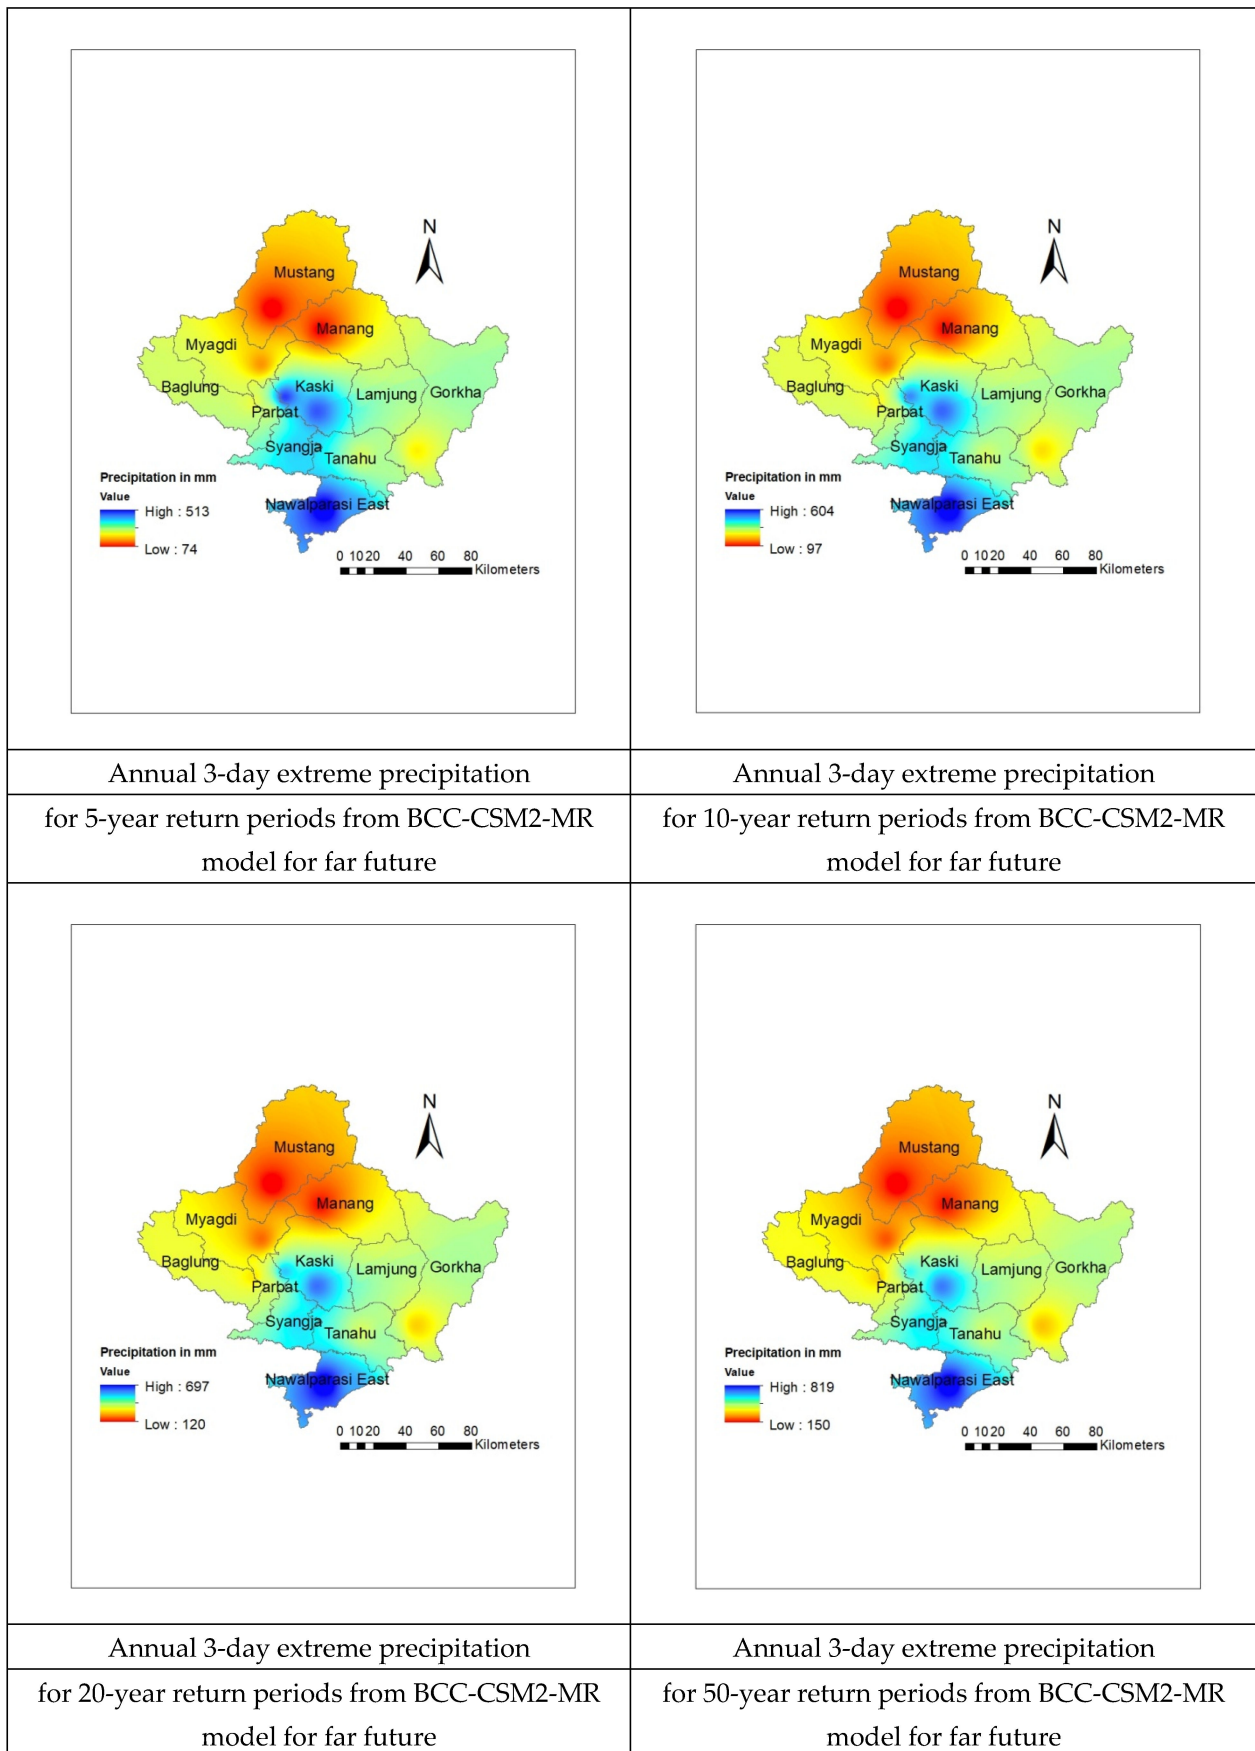 N
Mustang
Manang
Myagdi
Baglung
Kaski
Lamjung
Gorkha
Parbat
Syangja
Tanahu
Nawalparasi East
Precipitation in mm
Value
High : 513
Low : 74
0 10 20 40 60 80
Kilometers
N
Mustang
Manang
Myagdi
Baglung
Kaski
Lamjung
Gorkha
Parbat
Syangja
Tanahu
Nawalparasi East
Precipitation in mm
Value
High : 604
Low : 97
0 10 20 40 60 80
Kilometers
Annual 3-day extreme precipitation
Annual 3-day extreme precipitation
for 5-year return periods from BCC-CSM2-MR
model for far future
for 10-year return periods from BCC-CSM2-MR
model for far future
N
Mustang
Manang
Myagdi
Baglung
Kaski
Lamjung
Gorkha
Parbat
Syangja
Tanahu
Nawalparasi East
Precipitation in mm
Value
High : 697
Low : 120
0 10 20 40 60 80
Kilometers
N
Mustang
Manang
Myagdi
Baglung
Kaski
Lamjung
Gorkha
Parbat
Syangja
Tanahu
Nawalparasi East
Precipitation in mm
Value
High : 819
Low : 150
0 10 20 40 60 80
Kilometers
Annual 3-day extreme precipitation
Annual 3-day extreme precipitation
for 20-year return periods from BCC-CSM2-MR
model for far future
for 50-year return periods from BCC-CSM2-MR
model for far future